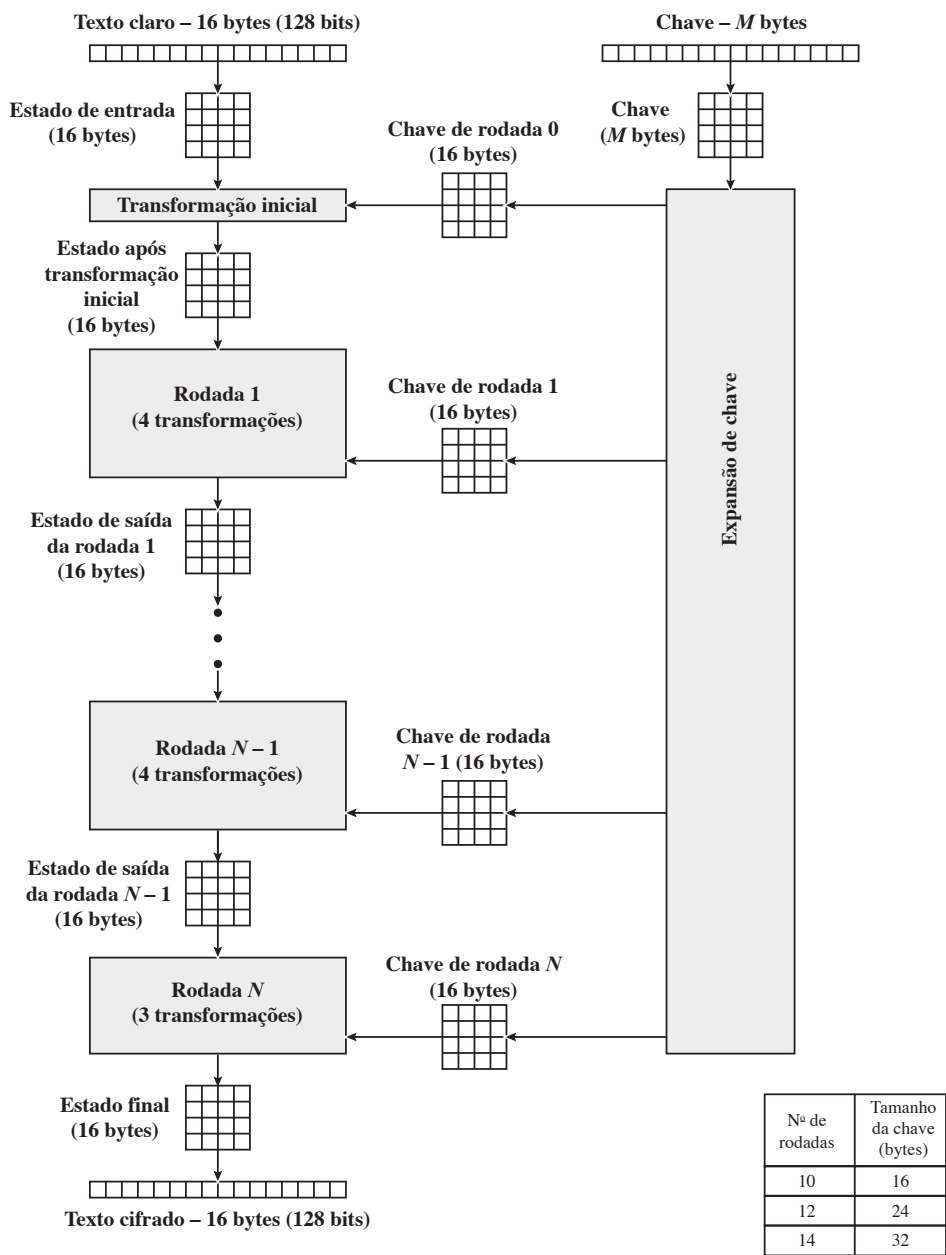 Texto claro – 16 bytes (128 bits)
Chave – M bytes
Estado de entrada
(16 bytes)
Chave de rodada 0
(16 bytes)
Chave
(M bytes)
Transformação inicial
Estado após
transformação
inicial
(16 bytes)
Rodada 1
(4 transformações)
Chave de rodada 1
(16 bytes)
Expansão de chave
Estado de saída
da rodada 1
(16 bytes)
Rodada N – 1
(4 transformações)
Chave de rodada
N – 1 (16 bytes)
Estado de saída
da rodada N – 1
(16 bytes)
Rodada N
(3 transformações)
Chave de rodada N
(16 bytes)
Estado final
(16 bytes)
Texto cifrado – 16 bytes (128 bits)
Nº de
rodadas
Tamanho
da chave
(bytes)
10 16
12 24
14 32